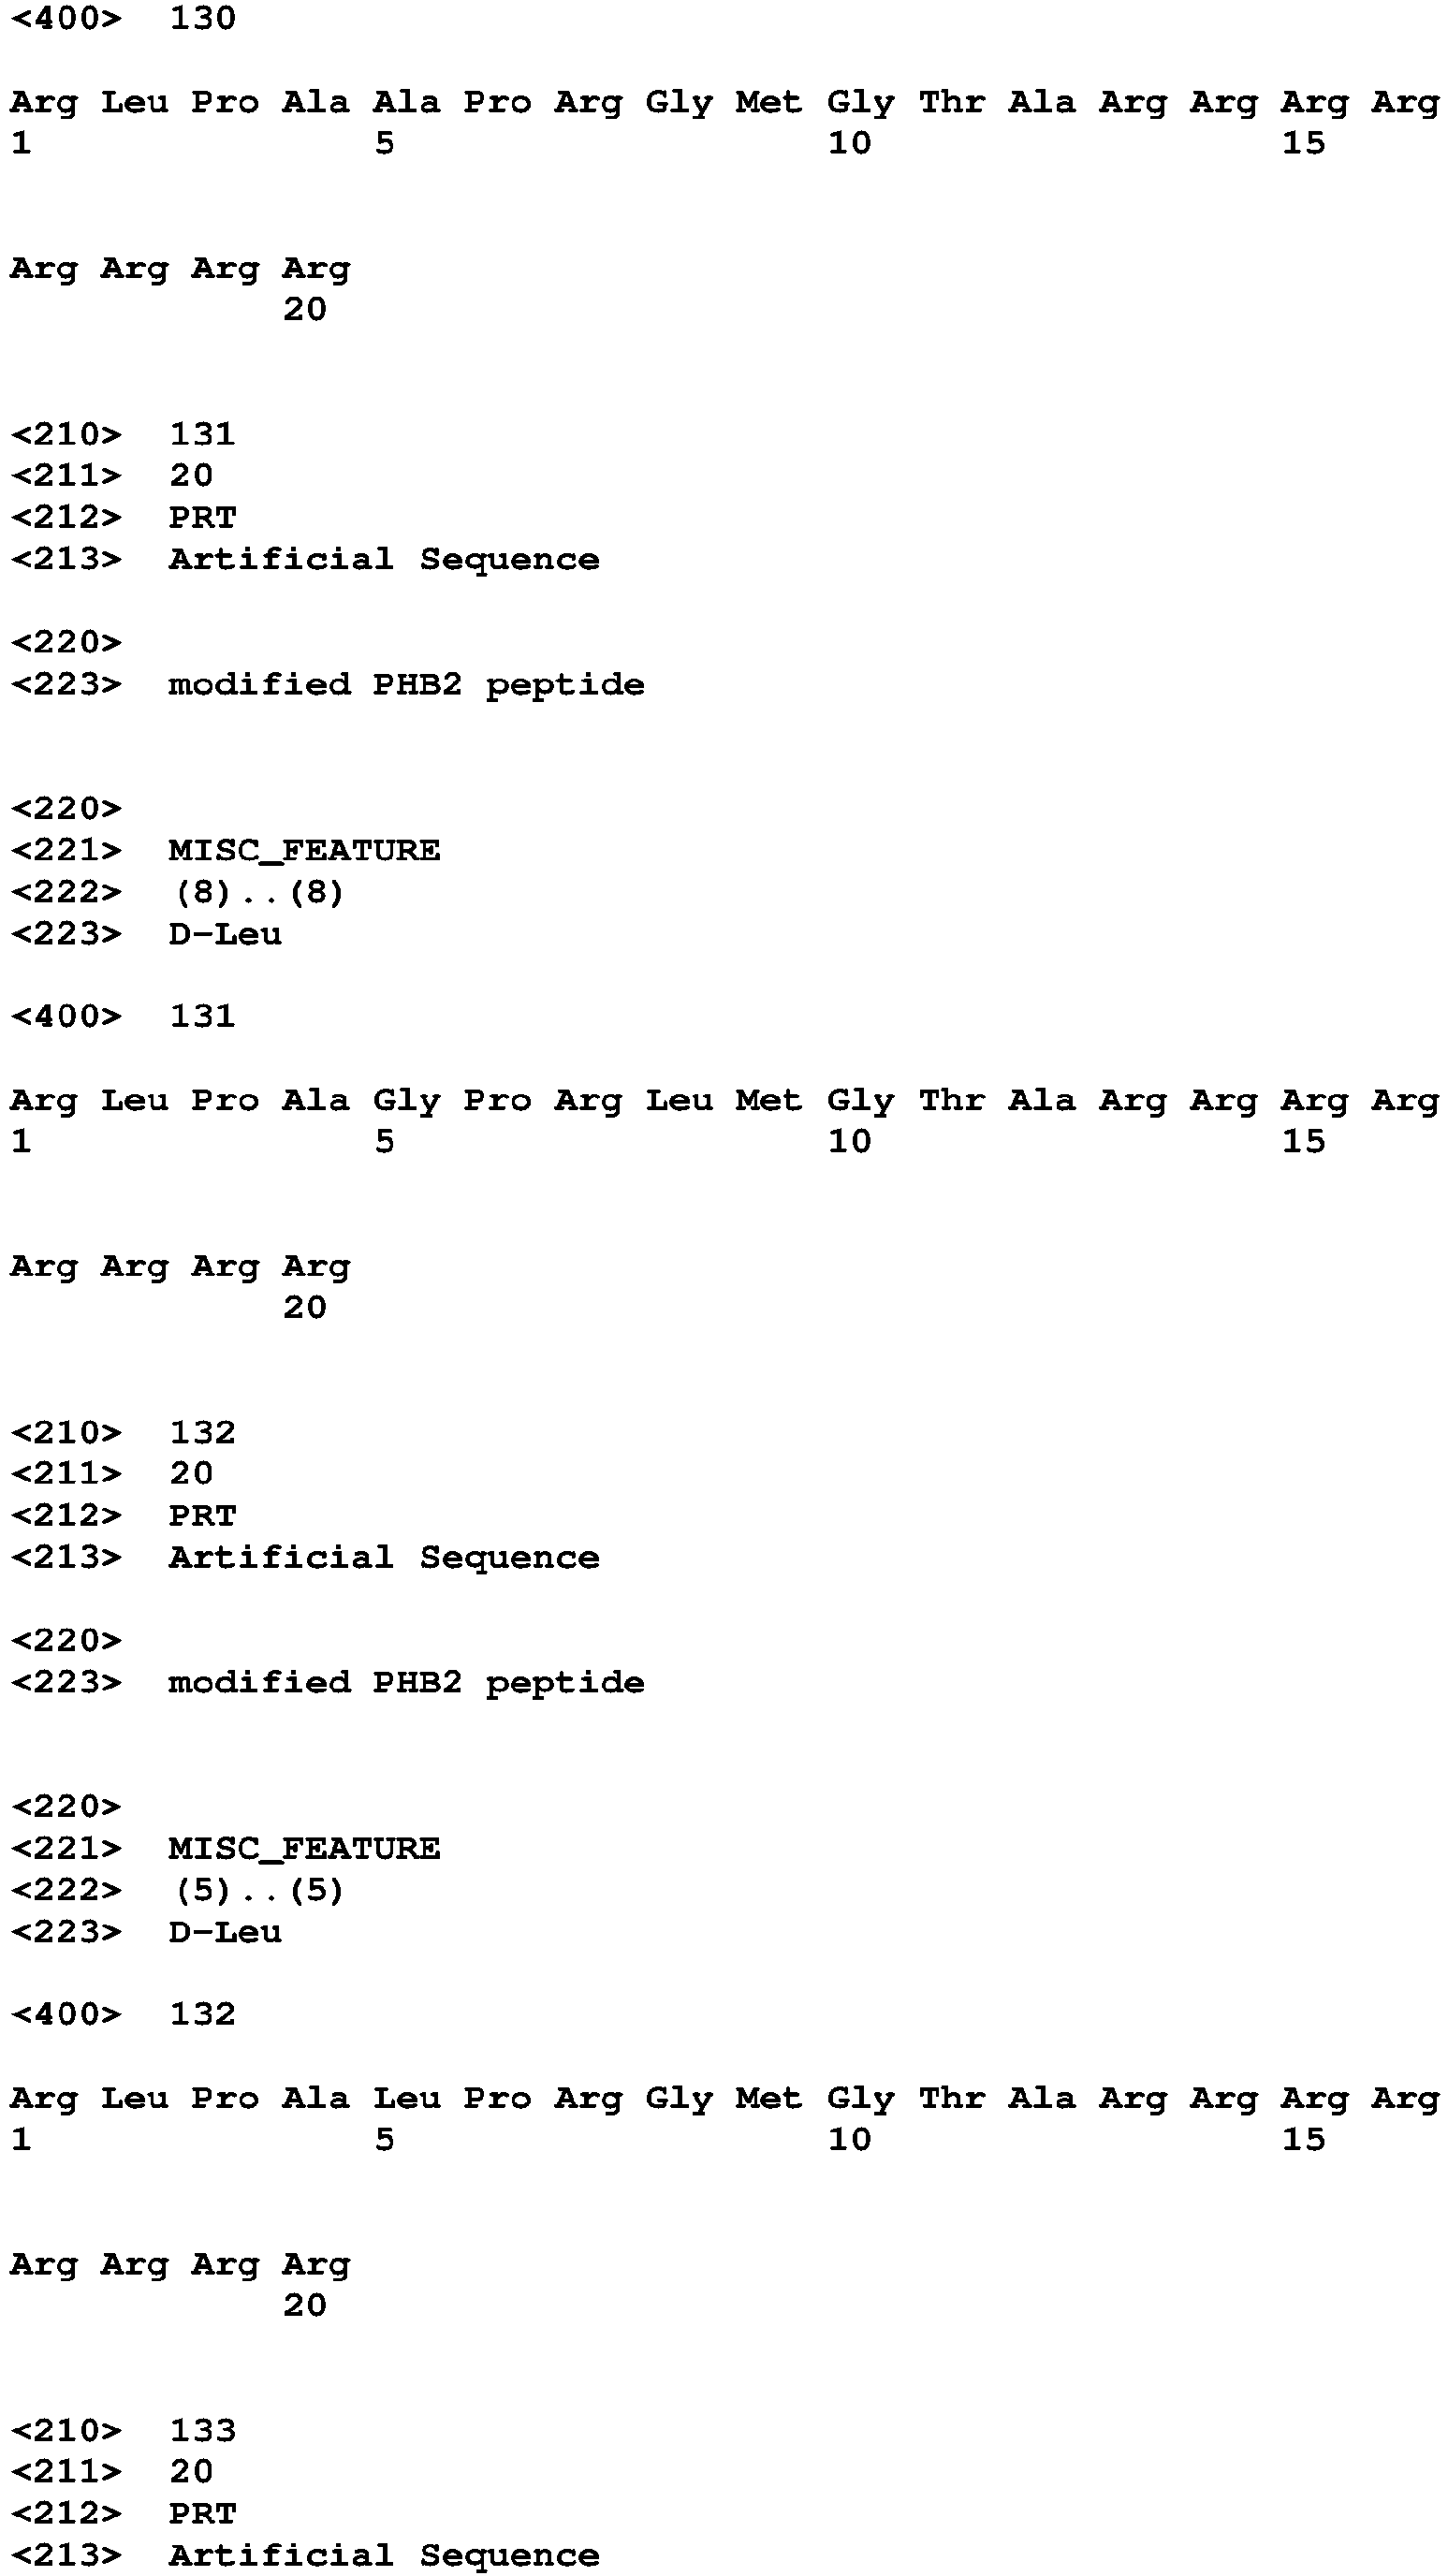 <400>  130
Arg Leu Pro Ala Ala Pro Arg Gly Met Gly Thr Ala Arg Arg Arg Arg
1               5                   10                  15
Arg Arg Arg Arg
            20
<210>  131
<211>  20
<212>  PRT
<213>  Artificial Sequence
<220>
<223>  modified PHB2 peptide
<220>
<221>  MISC_FEATURE
<222>  (8)..(8)
<223>  D-Leu
<400>  131
Arg Leu Pro Ala Gly Pro Arg Leu Met Gly Thr Ala Arg Arg Arg Arg
1               5                   10                  15
Arg Arg Arg Arg
            20
<210>  132
<211>  20
<212>  PRT
<213>  Artificial Sequence
<220>
<223>  modified PHB2 peptide
<220>
<221>  MISC_FEATURE
<222>  (5)..(5)
<223>  D-Leu
<400>  132
Arg Leu Pro Ala Leu Pro Arg Gly Met Gly Thr Ala Arg Arg Arg Arg
1               5                   10                  15
Arg Arg Arg Arg
            20
<210>  133
<211>  20
<212>  PRT
<213>  Artificial Sequence